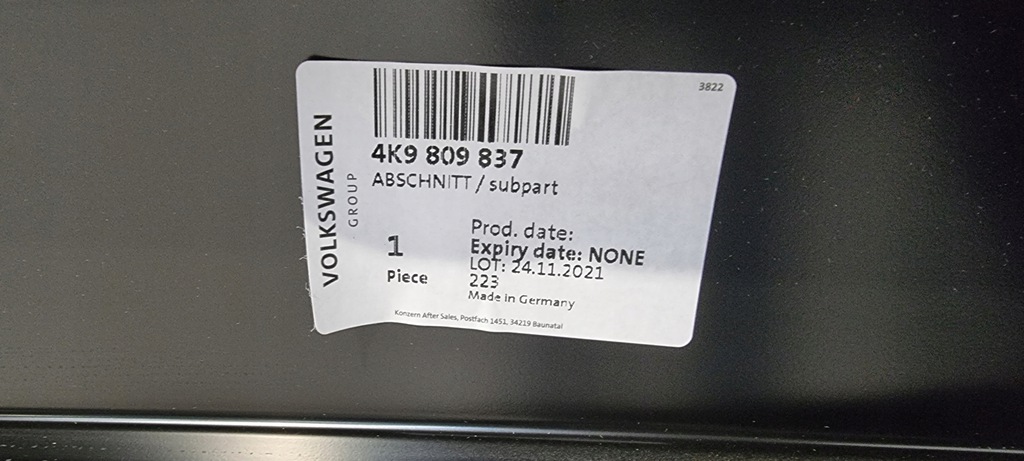 3822
VOLKSWAGEN
GROUP
4K9 809 837
ABSCHNITT / subpart
1
Piece
Prod. date:
Expiry date: NONE
LOT: 24.11.2021
223
Made in Germany
Konzern After Sales, Postfach 1451, 34219 Baunatal